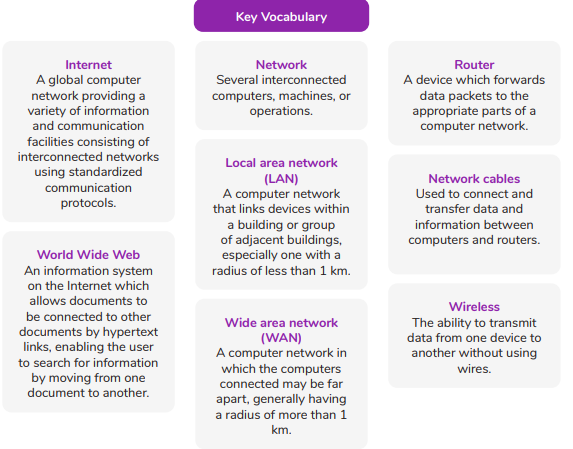 Key Vocabulary
Internet
A global computer
network providing a
variety of information
and communication
facilities consisting of
interconnected networks
using standardized
communication
protocols.
World Wide Web
An information system
on the Internet which
allows documents to
be connected to other
documents by hypertext
links, enabling the user
to search for information
by moving from one
document to another.
Network
Several interconnected
computers, machines, or
operations.
Local area network
(LAN)
A computer network
that links devices within
a building or group
of adjacent buildings,
especially one with a
radius of less than 1 km.
Wide area network
(WAN)
A computer network in
which the computers
connected may be far
apart, generally having
a radius of more than 1
km.
Router
A device which forwards
data packets to the
appropriate parts of a
computer network.
Network cables
Used to connect and
transfer data and
information between
computers and routers.
Wireless
The ability to transmit
data from one device to
another without using
wires.